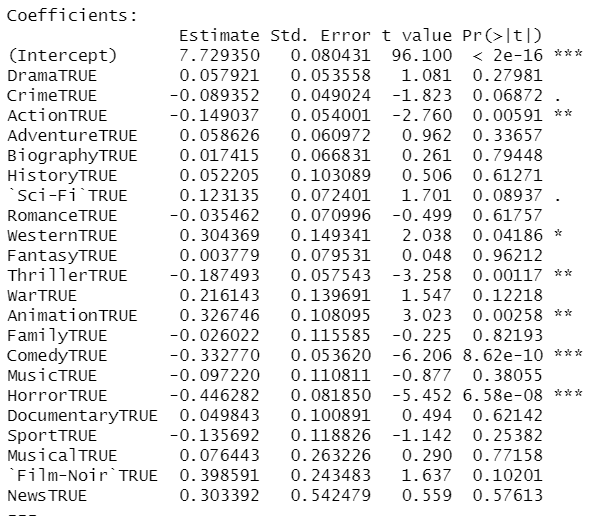 Coefficients:
Estimate Std. Error t value Pr(>|t|)
(Intercept) 7.729350 0.080431 96.100 < 2e-16 ***
DramaTRUE 0.057921 0.053558 1.081 0.27981
CrimeTRUE -0.089352 0.049024 -1.823 0.06872 .
ActionTRUE -0.149037 0.054001 -2.760 0.00591 **
AdventureTRUE 0.058626 0.060972 0.962 0.33657
BiographyTRUE 0.017415 0.066831 0.261 0.79448
HistoryTRUE 0.052205 0.103089 0.506 0.61271
`Sci-Fi`TRUE 0.123135 0.072401 1.701 0.08937 .
RomanceTRUE -0.035462 0.070996 -0.499 0.61757
WesternTRUE 0.304369 0.149341 2.038 0.04186 *
FantasyTRUE 0.003779 0.079531 0.048 0.96212
ThrillerTRUE -0.187493 0.057543 -3.258 0.00117 **
WarTRUE 0.216143 0.139691 1.547 0.12218
AnimationTRUE 0.326746 0.108095 3.023 0.00258 **
FamilyTRUE -0.026022 0.115585 -0.225 0.82193
ComedyTRUE -0.332770 0.053620 -6.206 8.62e-10 ***
MusicTRUE -0.097220 0.110811 -0.877 0.38055
HorrorTRUE -0.446282 0.081850 -5.452 6.58e-08 ***
DocumentaryTRUE 0.049843 0.100891 0.494 0.62142
SportTRUE -0.135692 0.118826 -1.142 0.25382
MusicalTRUE 0.076443 0.263226 0.290 0.77158
`Film-Noir`TRUE 0.398591 0.243483 1.637 0.10201
NewsTRUE 0.303392 0.542479 0.559 0.57613
---